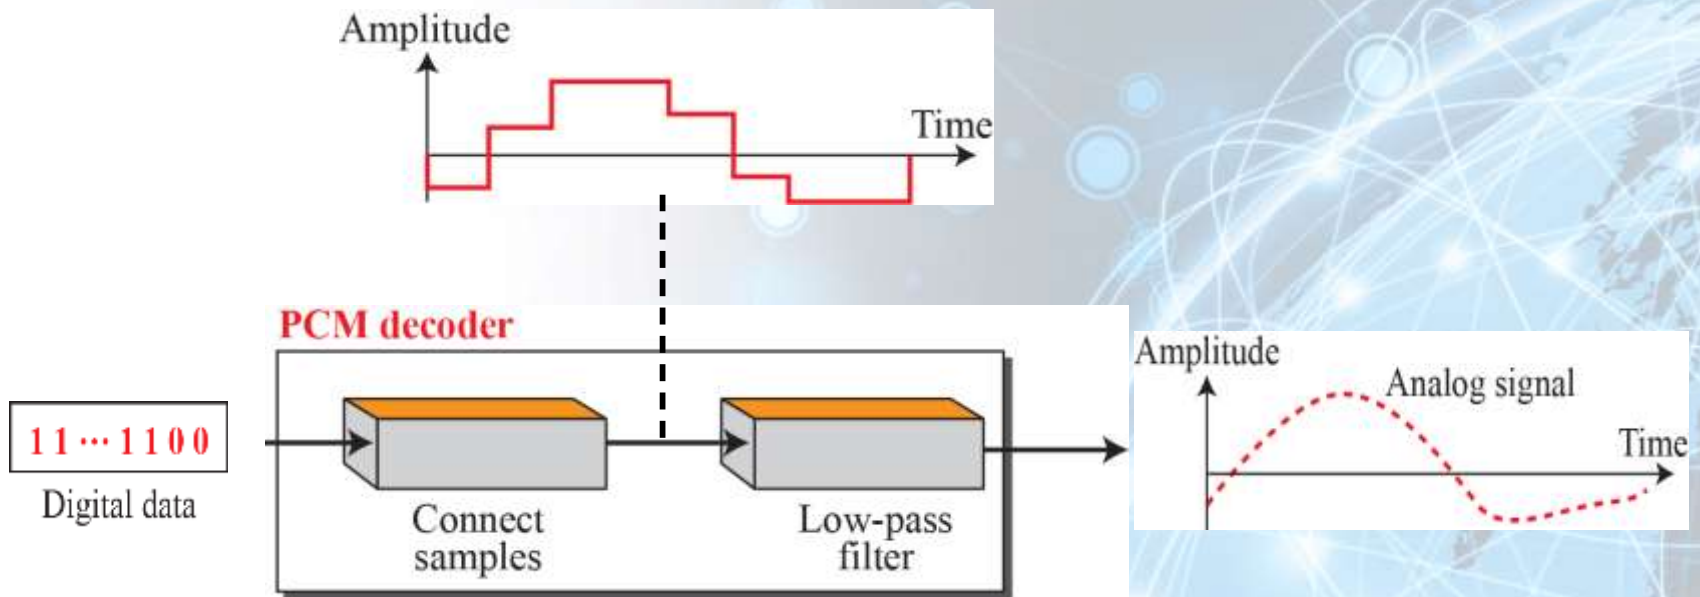 Amplitude
Time
PCM decoder
11···1100
Digital data
Connect
samples
Low-pass
filter
Amplitude
Analog signal
Time